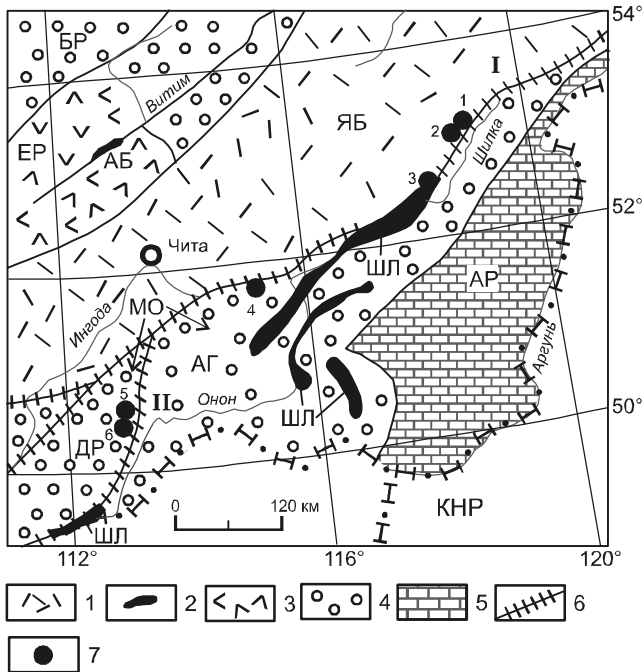 54°
БР
I
Витим
1
ЯБ
2
ЕР
АБ
Шилка
3
52°
Чита
ШЛ
АР
Ингода
МО
4
АГ
Аргунь
Онон
50°
5
II
ШЛ
6
ДР
КНР
0 120 км
ШЛ
112° 116° 120°
1 2 3 4 5 6
7